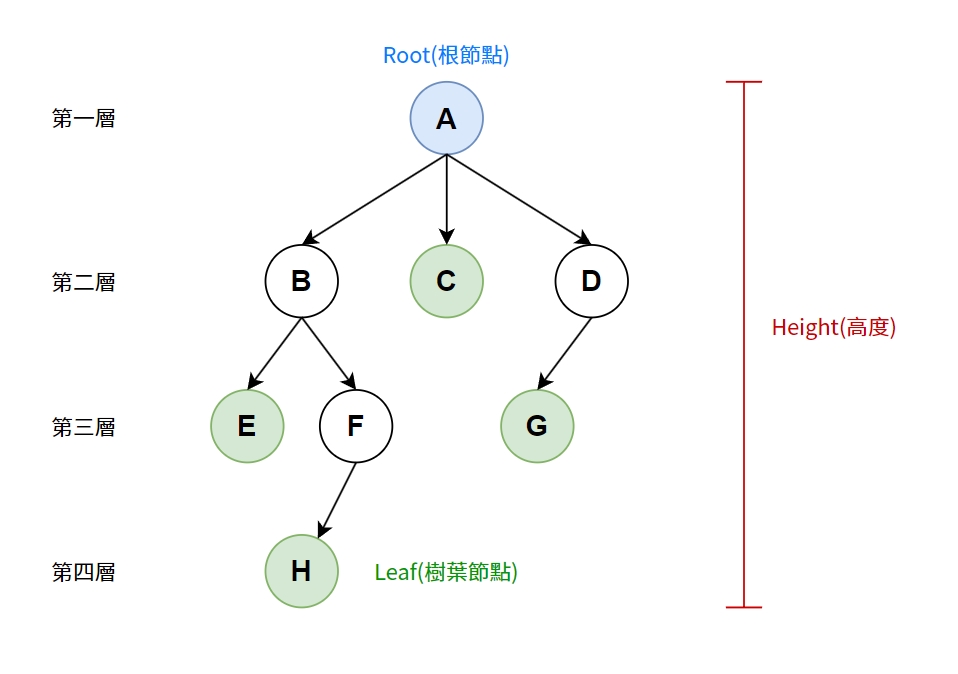 Root(根節點)
第一層
A
第二層
B
C
D
Height(高度)
第三層
E
F
G
第四層
H
Leaf(樹葉節點)